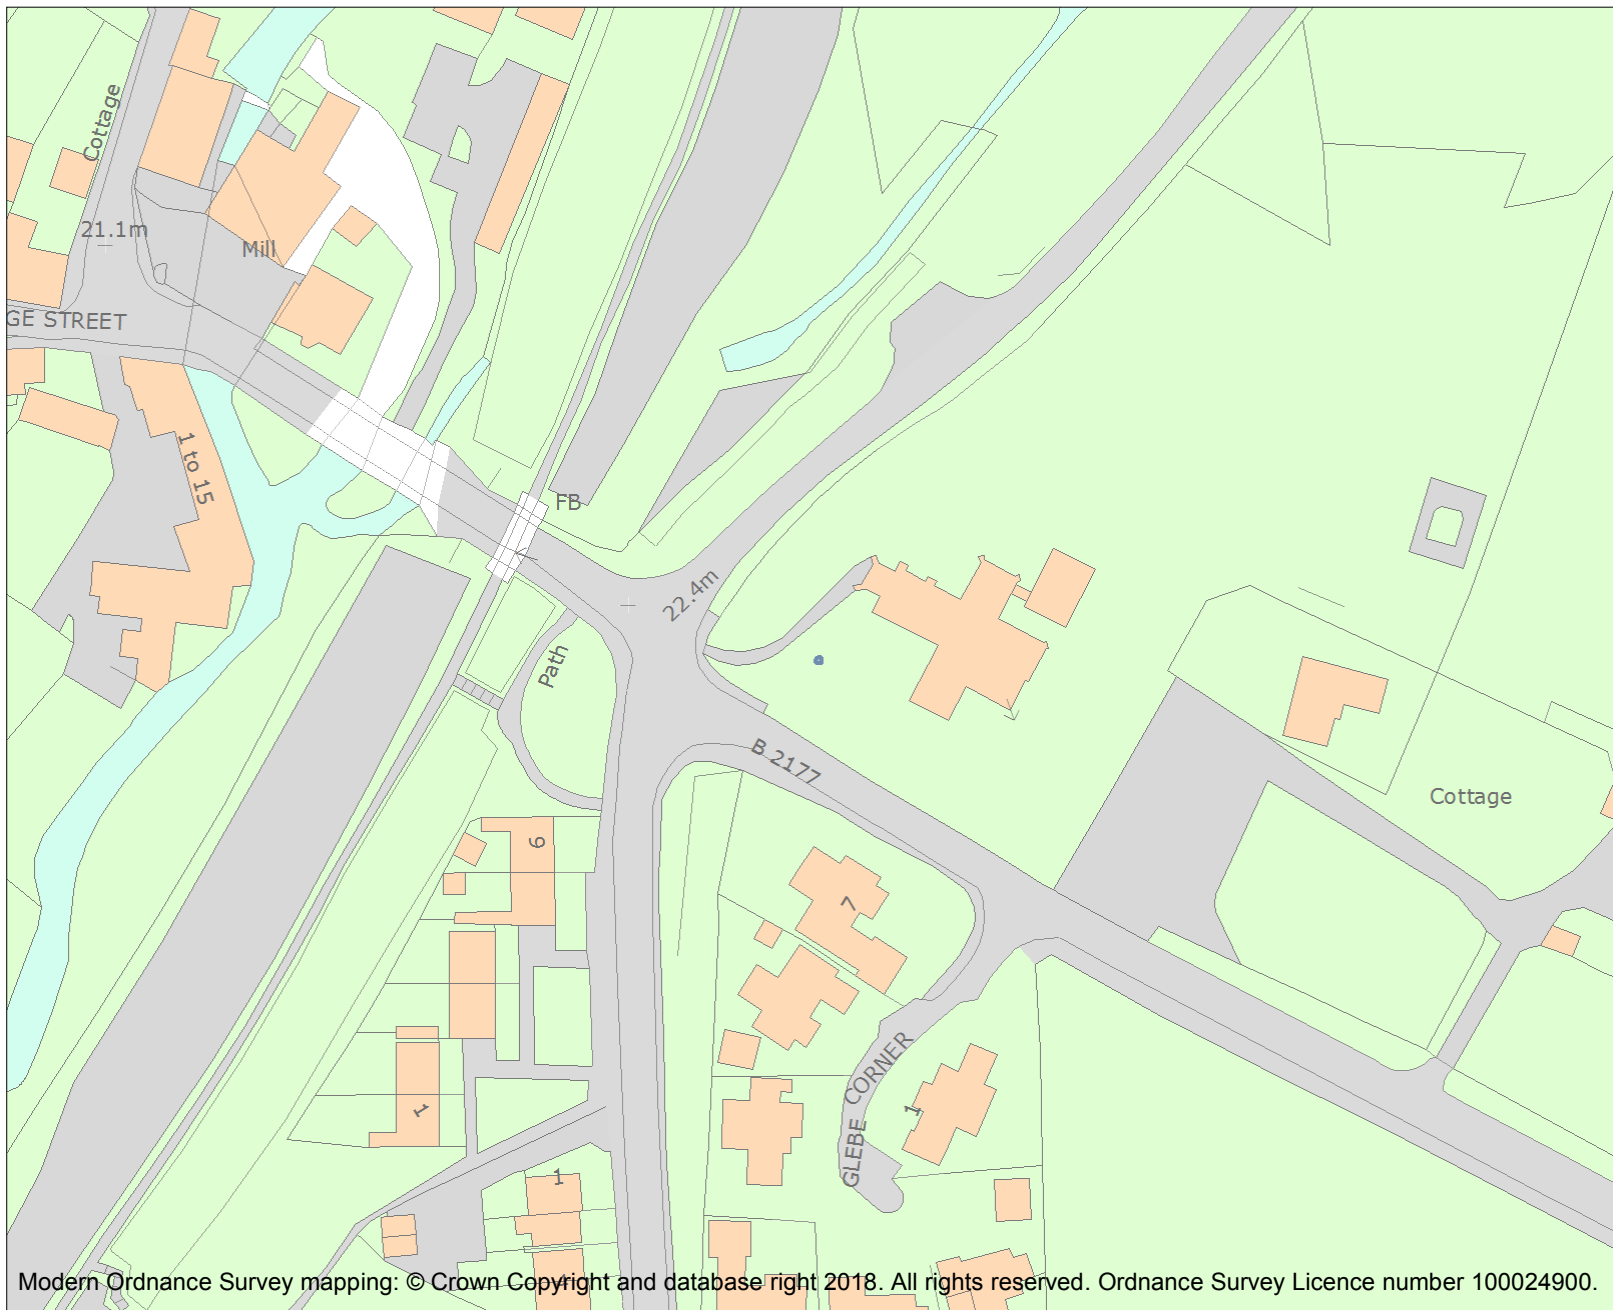 Cottage
21.1m
Mill
GE STREET
1 to 15
FB
22.4m
Path
B 2177
Cottage
6
7
1
GLEBE CORNER
1
1
Modern Ordnance Survey mapping: © Crown Copyright and database right 2018. All rights reserved. Ordnance Survey Licence number 100024900.